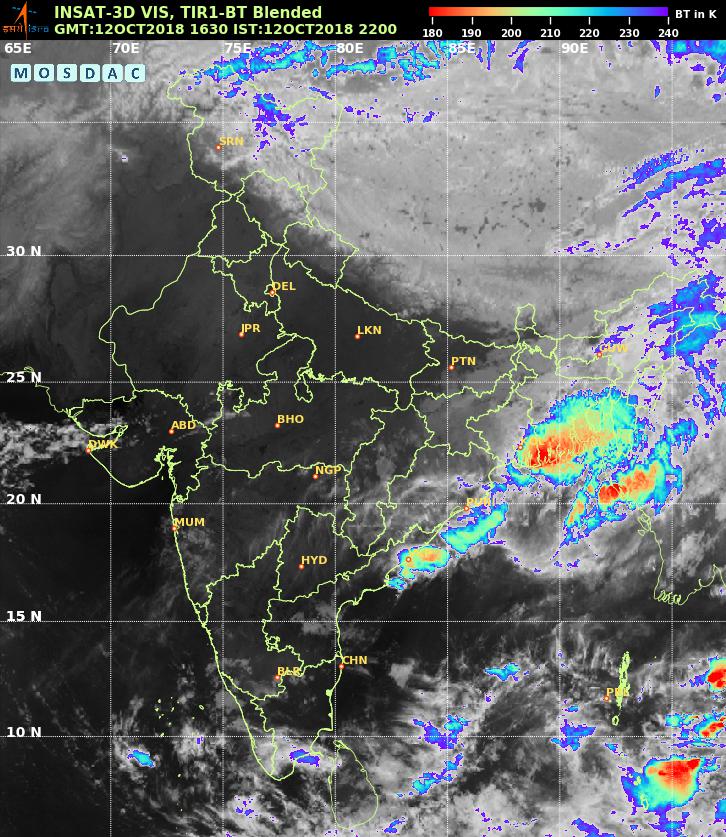 INSAT-3D VIS, TIR1-BT Blended
GMT:12OCT2018 1630 IST:12OCT2018 2200
BT in K
180 190 200 210 220 230 240
65E 70E 75E 80E 85E 90E
MOSDAC
SRN
30 N
DEL
JPR
LKN
PTN
25 N
ABD
BHO
DWK
NGP
20 N
MUM
HYD
15 N
CHN
BLR
10 N